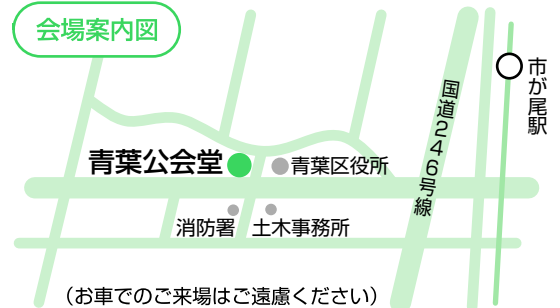 会場案内図
市が尾駅
国道246号線
青葉公会堂
青葉区役所
消防署
土木事務所
（お車でのご来場はご遠慮ください）